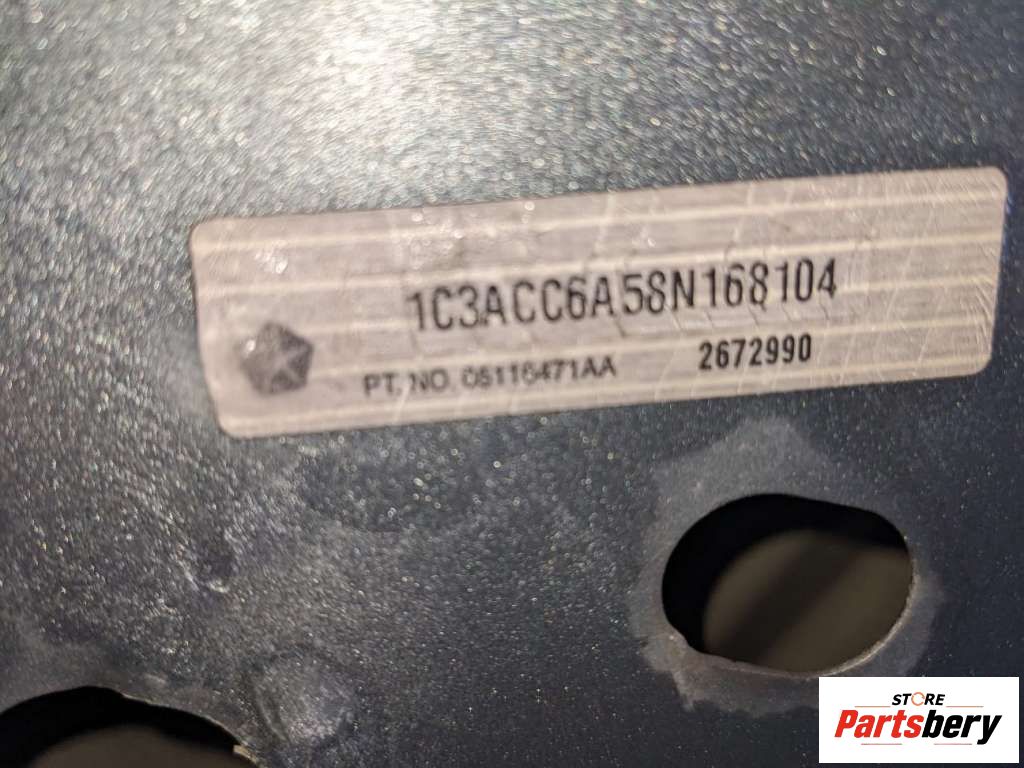 1C3ACC6A58N168104
PT. NO. 05116471AA 2672990
STORE
Partsbery